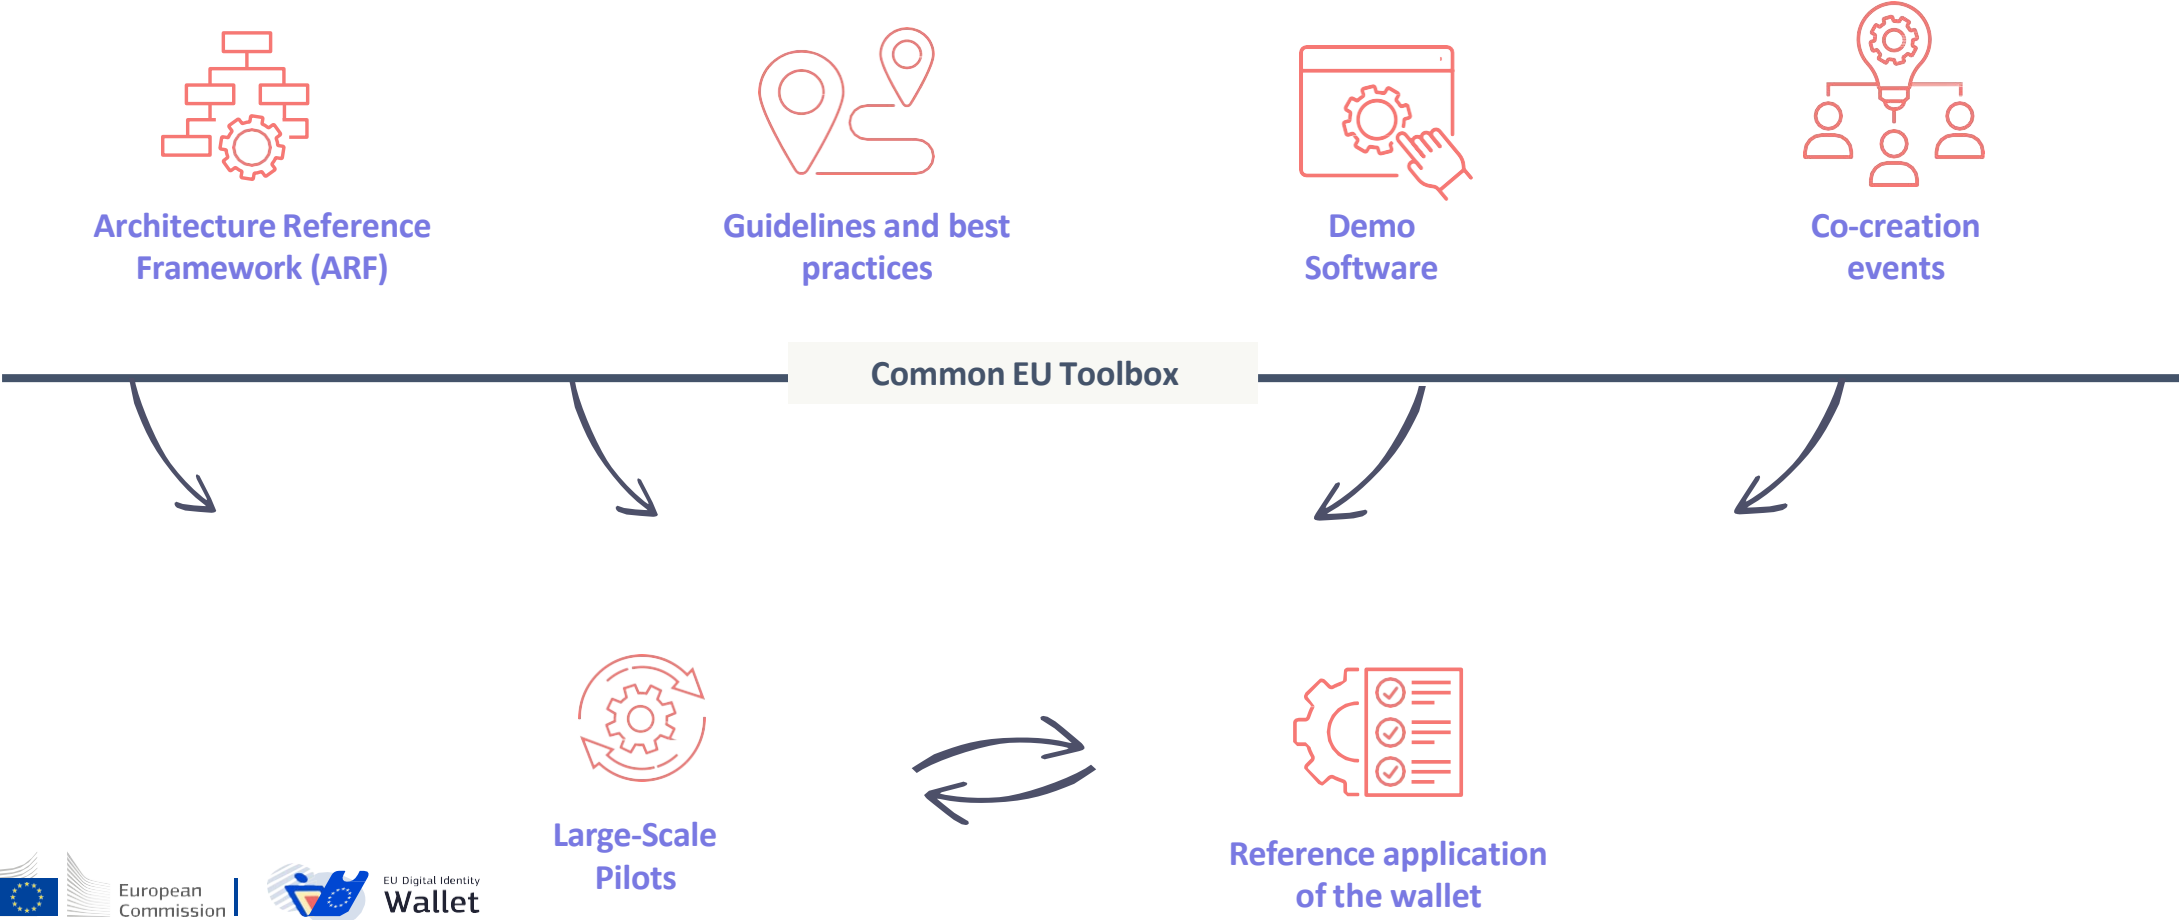 Architecture Reference
Framework (ARF)
Guidelines and best
practices
Demo
Software
Co-creation
events
Common EU Toolbox
Large-Scale
Pilots
Reference application
of the wallet
European
Commission
EU Digital Identity
Wallet